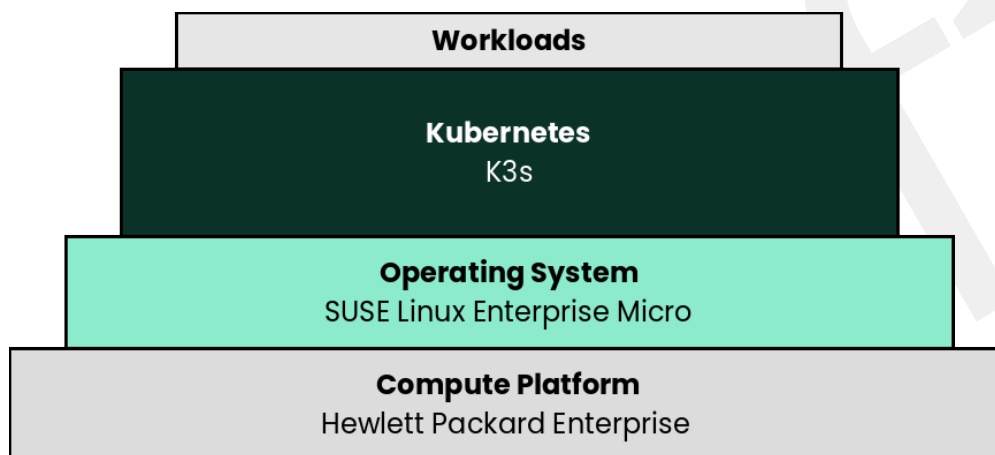 Workloads
Kubernetes
K3s
Operating System
SUSE Linux Enterprise Micro
Compute Platform
Hewlett Packard Enterprise